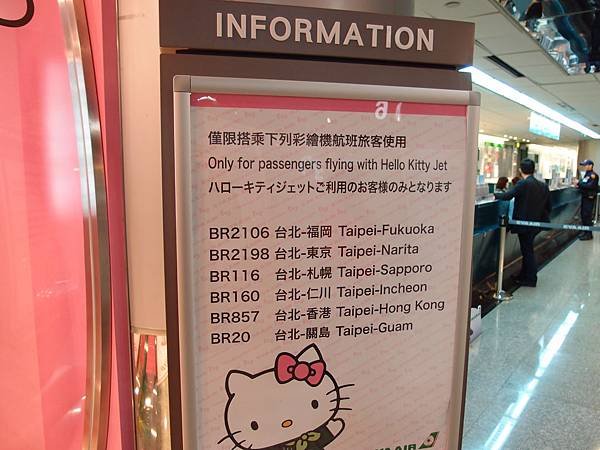 INFORMATION
僅限搭乘下列彩繪機航班旅客使用
Only for passengers flying with Hello Kitty Jet
ハローキティジェットご利用のお客様のみとなります
BR2106 台北-福岡 Taipei-Fukuoka
BR2198 台北-東京 Taipei-Narita
BR116 台北-札幌 Taipei-Sapporo
BR160 台北-仁川 Taipei-Incheon
BR857 台北-香港 Taipei-Hong Kong
BR20 台北-關島 Taipei-Guam
AIR
EVA AIR